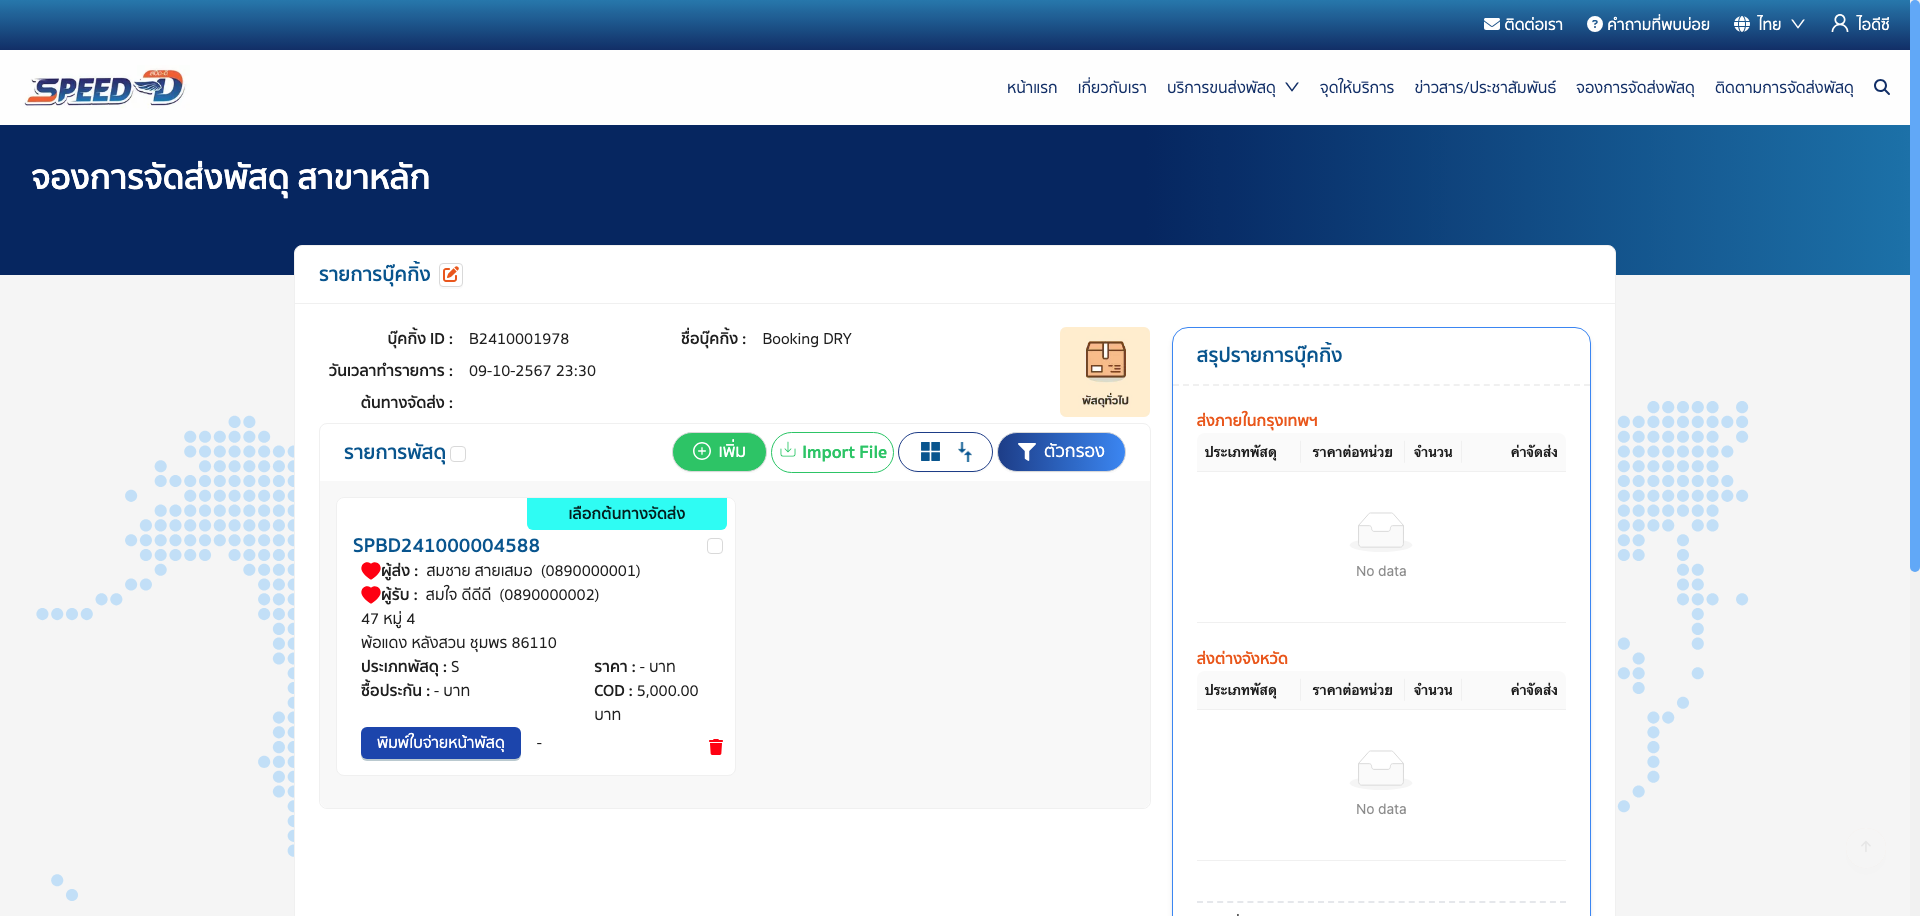 ติดต่อเรา คำถามที่พบบ่อย ไทย ไอดีซี
SPEED-D
หน้าแรก เกี่ยวกับเรา บริการขนส่งพัสดุ จุดให้บริการ ข่าวสาร/ประชาสัมพันธ์ จองการจัดส่งพัสดุ ติดตามการจัดส่งพัสดุ
จองการจัดส่งพัสดุ สาขาหลัก
รายการบุ๊คกิ้ง
บุ๊คกิ้ง ID : B2410001978 ชื่อบุ๊คกิ้ง : Booking DRY
วันเวลาทำรายการ : 09-10-2567 23:30
ต้นทางจัดส่ง :
พัสดุทั่วไป
รายการพัสดุ เพิ่ม Import File ตัวกรอง
เลือกต้นทางจัดส่ง
SPBD241000004588
ผู้ส่ง : สมชาย สายเสมอ (0890000001)
ผู้รับ : สมใจ ดีดีดี (0890000002)
47 หมู่ 4
พ้อแดง หลังสวน ชุมพร 86110
ประเภทพัสดุ : S ราคา : - บาท
ซื้อประกัน : - บาท COD : 5,000.00 บาท
พิมพ์ใบจ่ายหน้าพัสดุ -
สรุปรายการบุ๊คกิ้ง
ส่งภายในกรุงเทพฯ
ประเภทพัสดุ ราคาต่อหน่วย จำนวน ค่าจัดส่ง
No data
ส่งต่างจังหวัด
ประเภทพัสดุ ราคาต่อหน่วย จำนวน ค่าจัดส่ง
No data